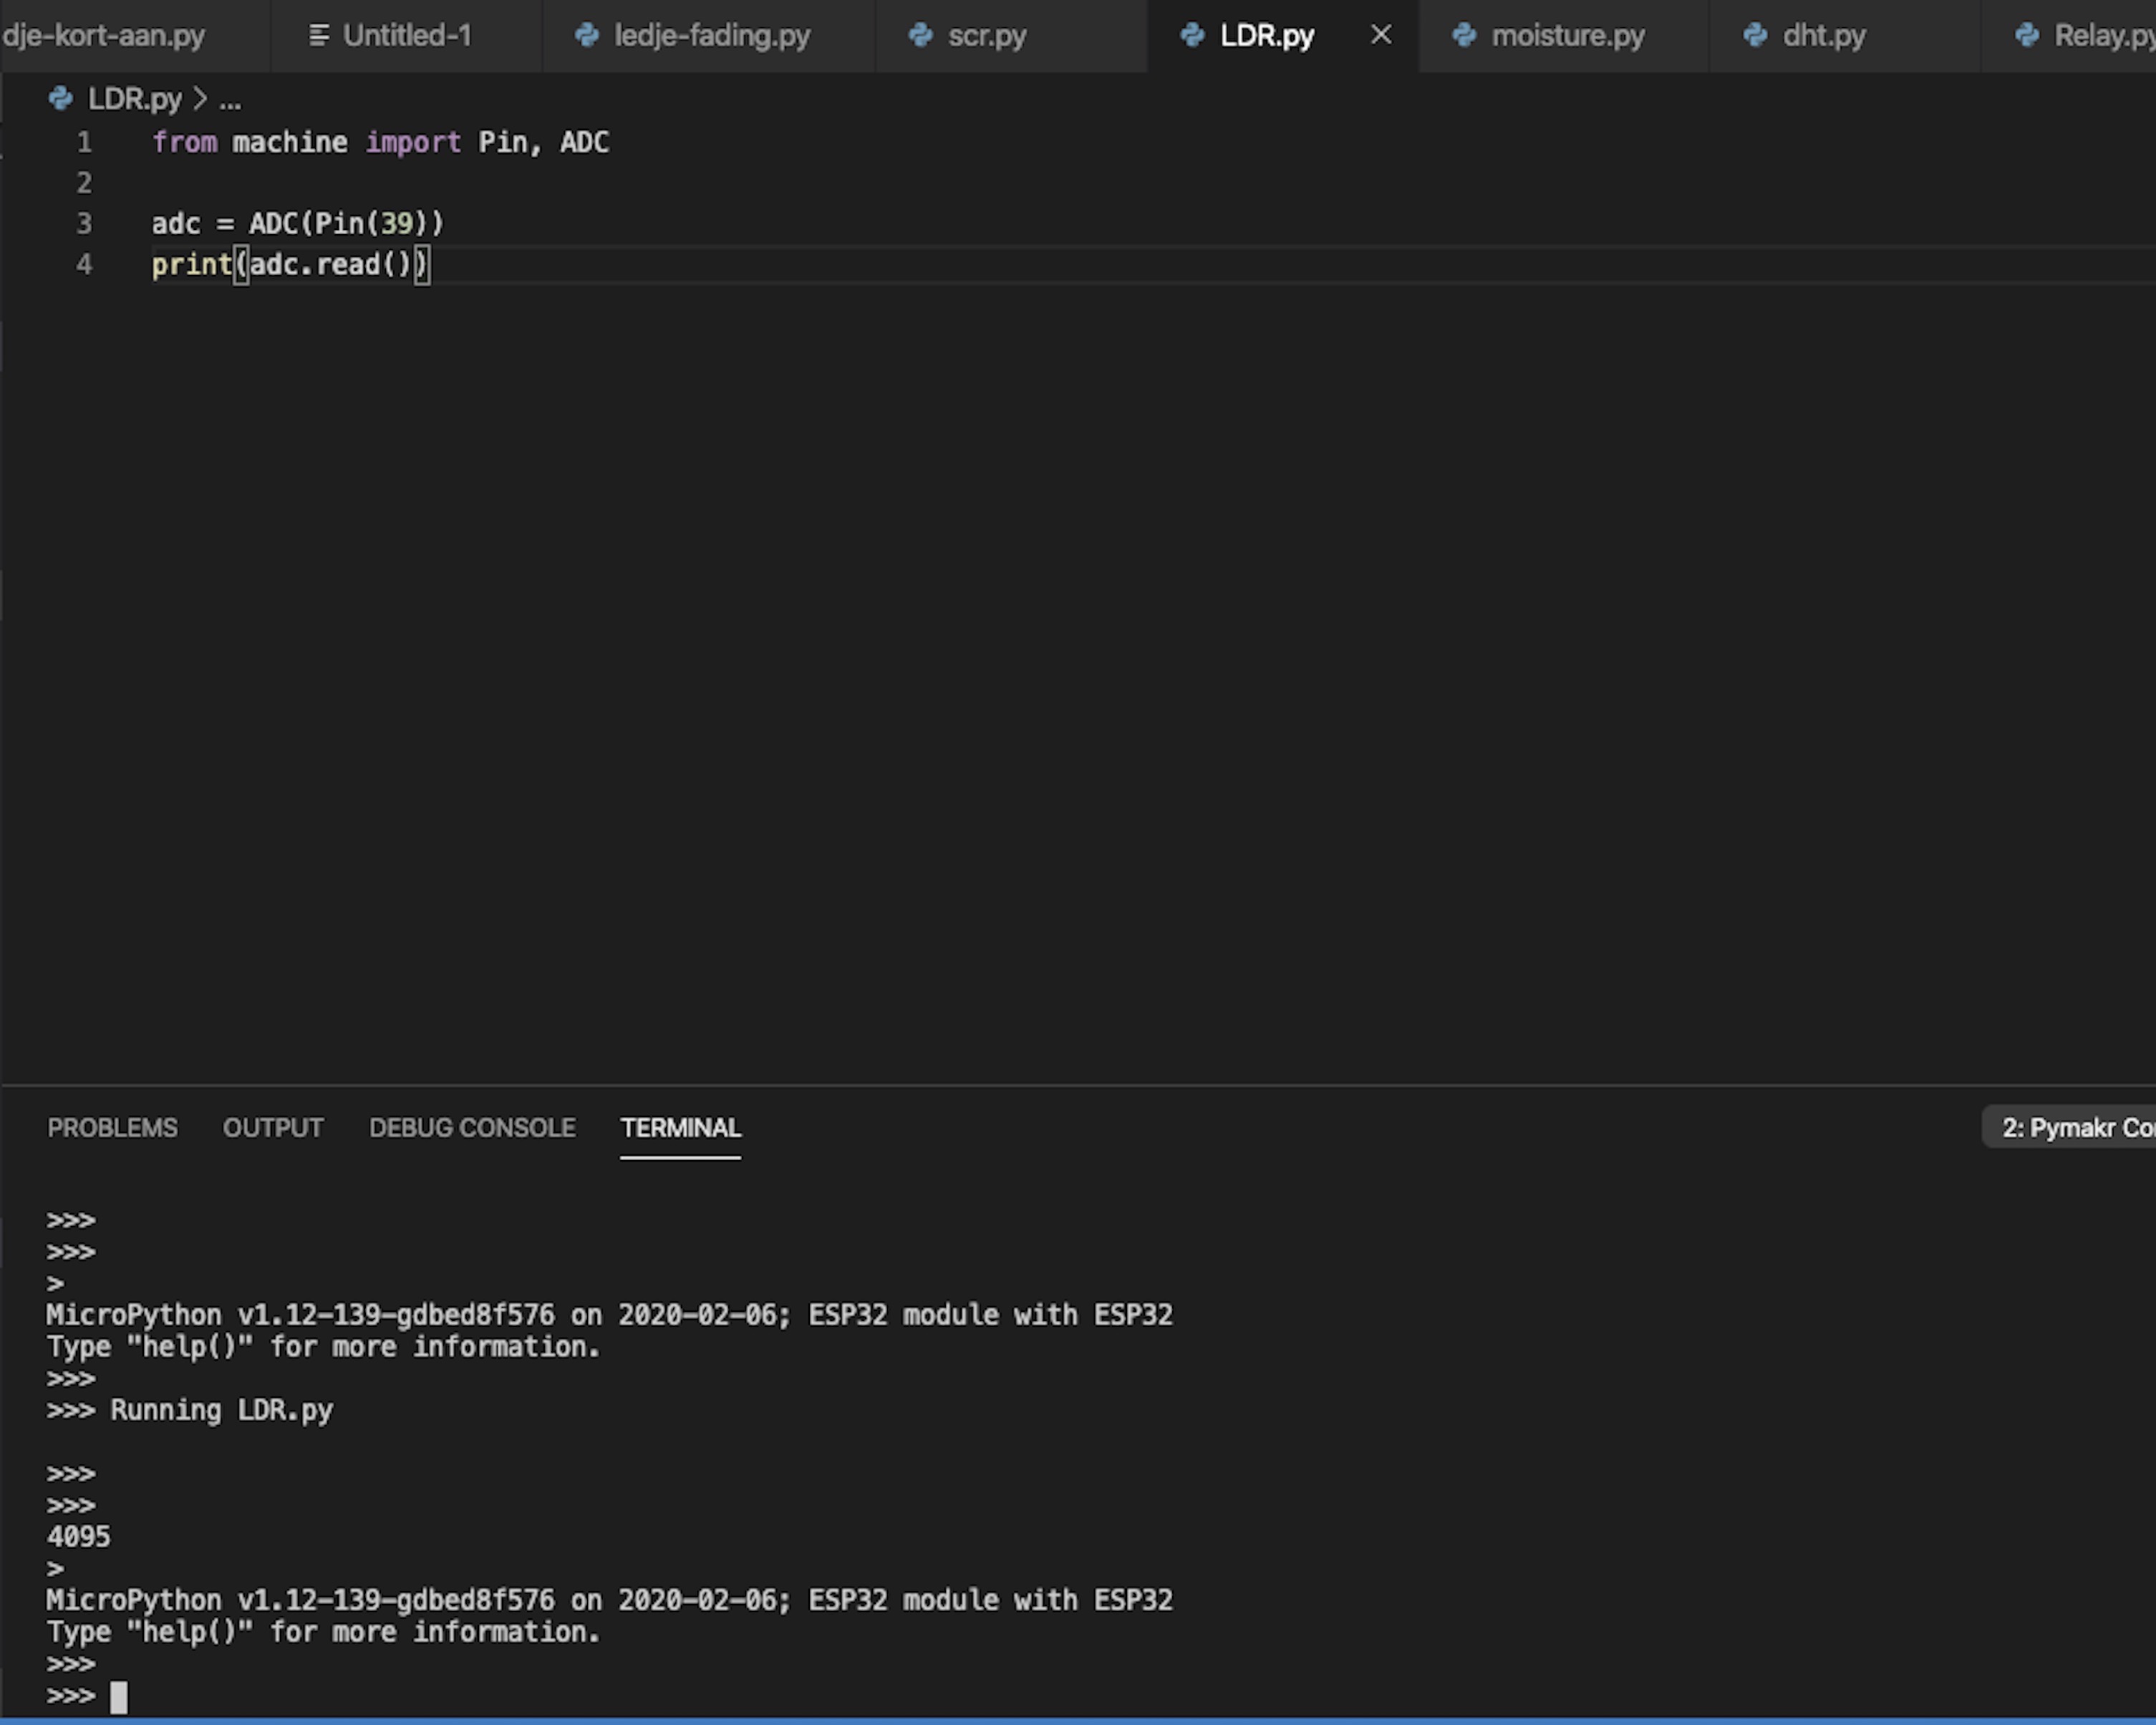 dje-kort-aan.py Untitled-1 ledje-fading.py scr.py LDR.py moisture.py dht.py Relay.py
LDR.py > ...
1 from machine import Pin, ADC
2
3 adc = ADC(Pin(39))
4 print(adc.read())
PROBLEMS OUTPUT DEBUG CONSOLE TERMINAL 2: Pymakr Co
>>>
>>>
>
MicroPython v1.12-139-gdbed8f576 on 2020-02-06; ESP32 module with ESP32
Type "help()" for more information.
>>>
>>> Running LDR.py
>>>
>>>
4095
>
MicroPython v1.12-139-gdbed8f576 on 2020-02-06; ESP32 module with ESP32
Type "help()" for more information.
>>>
>>>